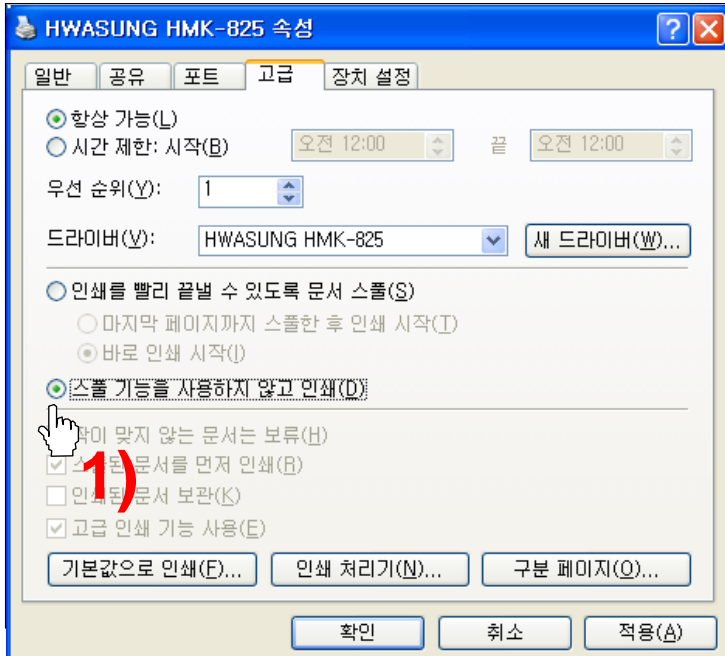 HWASUNG HMK-825 속성
일반 공유 포트 고급 장치 설정
항상 가능(L)
시간 제한: 시작(B) 오전 12:00 끝 오전 12:00
우선 순위(Y): 1
드라이버(V): HWASUNG HMK-825 새 드라이버(W)...
인쇄를 빨리 끝낼 수 있도록 문서 스풀(S)
마지막 페이지까지 스풀한 후 인쇄 시작(T)
바로 인쇄 시작(I)
스풀 기능을 사용하지 않고 인쇄(D)
맞지 않는 문서는 보류(H)
1)
문서를 먼저 인쇄(R)
문서 보관(K)
고급 인쇄 기능 사용(E)
기본값으로 인쇄(F)... 인쇄 처리기(N)... 구분 페이지(O)...
확인 취소 적용(A)